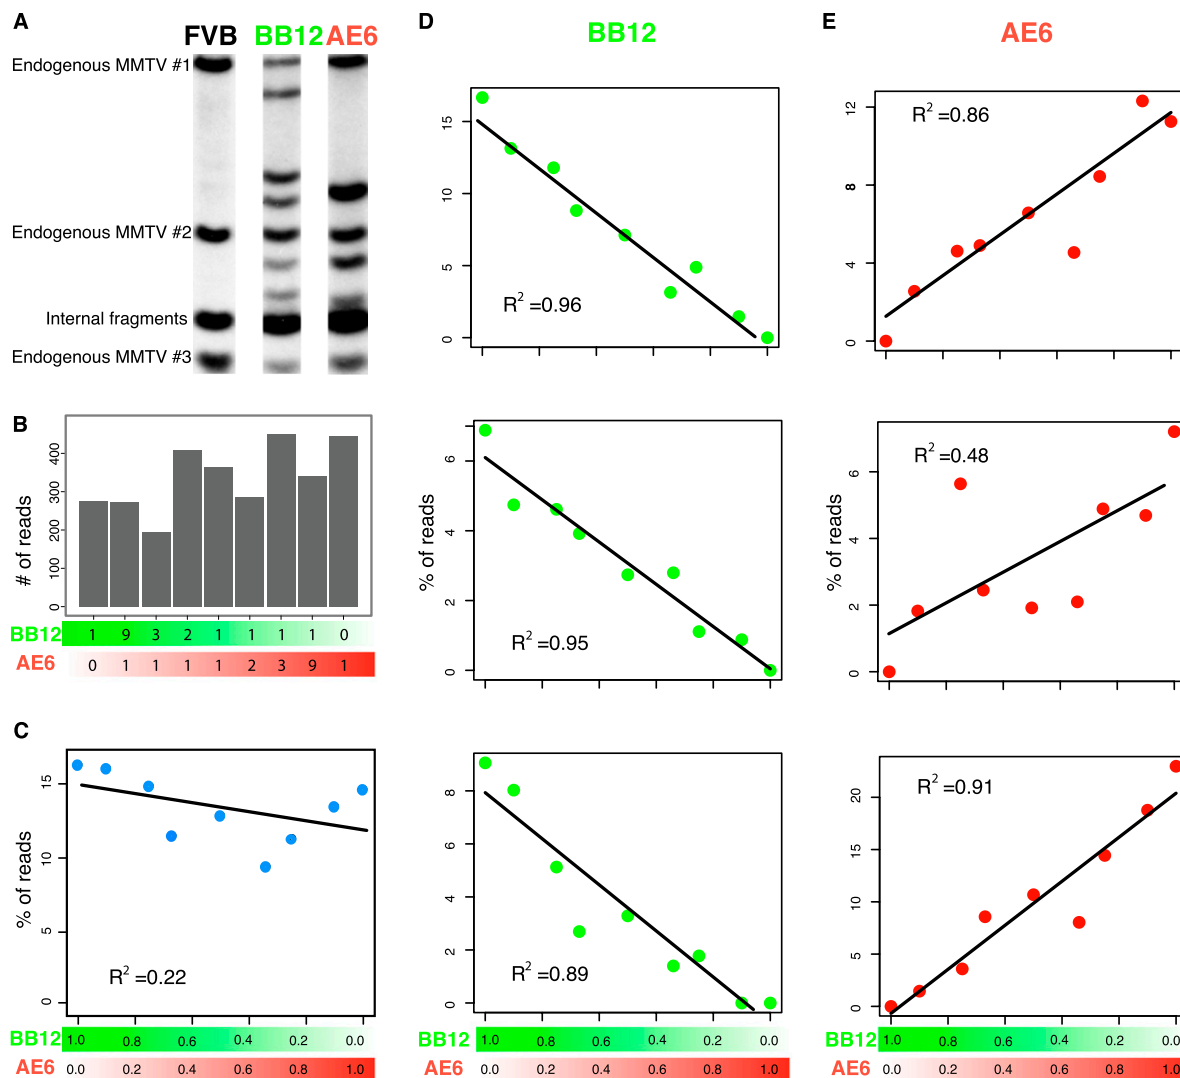 A
FVB BB12 AE6
Endogenous MMTV #1
Endogenous MMTV #2
Internal fragments
Endogenous MMTV #3
B
# of reads
400
300
200
100
0
BB12 1 9 3 2 1 1 1 1 0
AE6 0 1 1 1 1 2 3 9 1
C
% of reads
15
10
5
0
R2 =0.22
BB12 1.0 0.8 0.6 0.4 0.2 0.0
AE6 0.0 0.2 0.4 0.6 0.8 1.0
D
BB12
15
10
5
0
R2 =0.96
% of reads
6
4
2
0
R2 =0.95
8
6
4
2
0
R2 =0.89
BB12 1.0 0.8 0.6 0.4 0.2 0.0
AE6 0.0 0.2 0.4 0.6 0.8 1.0
E
AE6
12
8
4
0
R2 =0.86
% of reads
6
4
2
0
R2 =0.48
20
15
10
5
0
R2 =0.91
BB12 1.0 0.8 0.6 0.4 0.2 0.0
AE6 0.0 0.2 0.4 0.6 0.8 1.0